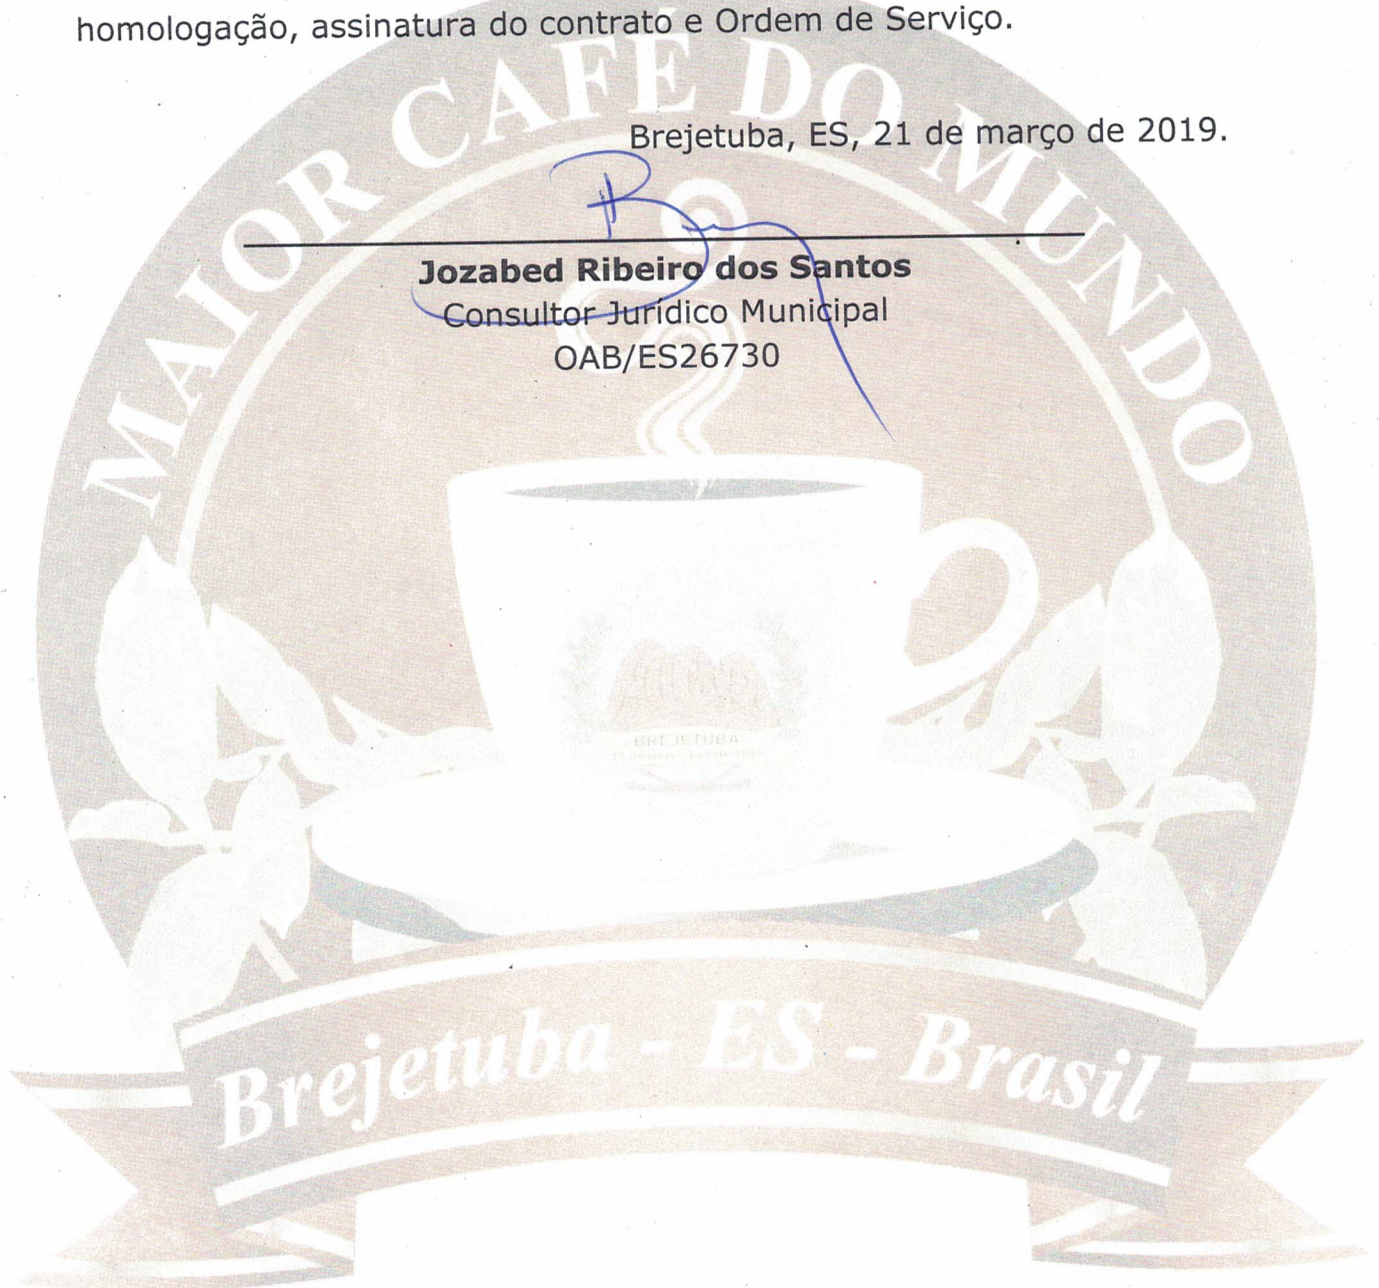 homologação, assinatura do contrato e Ordem de Serviço.
MAIOR CAFÉ DO MUNDO
Brejetuba, ES, 21 de março de 2019.
Jozabed Ribeiro dos Santos
Consultor Jurídico Municipal
OAB/ES26730
BREJETUBA
Brejetuba - ES - Brasil